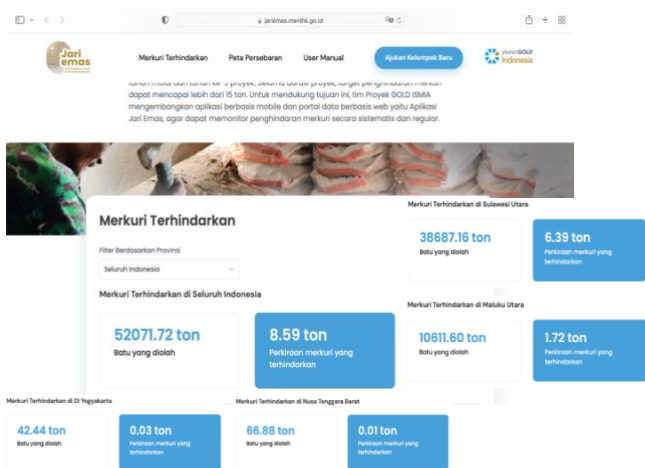 jariemas.menlhk.go.id
Jari
emas
Merkuri Terhindarkan
Peta Persebaran
User Manual
Ajukan Kelompok Baru
planetGOLD
Indonesia
dapat mencapai lebih dari 15 ton. Untuk mendukung tujuan ini, tim Proyek GOLD ISMIA
mengembangkan aplikasi berbasis mobile dan portal data berbasis web yaitu Aplikasi
Jari Emas, agar dapat memonitor penghindaran merkuri secara sistematis dan regular.
Merkuri Terhindarkan
Filter Berdasarkan Provinsi
Seluruh Indonesia
Merkuri Terhindarkan di Seluruh Indonesia
52071.72 ton
Batu yang diolah
8.59 ton
Perkiraan merkuri yang
terhindarkan
Merkuri Terhindarkan di Sulawesi Utara
38687.16 ton
Batu yang diolah
6.39 ton
Perkiraan merkuri yang
terhindarkan
Merkuri Terhindarkan di Maluku Utara
10611.60 ton
Batu yang diolah
1.72 ton
Perkiraan merkuri yang
terhindarkan
Merkuri Terhindarkan di DI Yogyakarta
42.44 ton
Batu yang diolah
0.03 ton
Perkiraan merkuri yang
terhindarkan
Merkuri Terhindarkan di Nusa Tenggara Barat
66.88 ton
Batu yang diolah
0.01 ton
Perkiraan merkuri yang
terhindarkan